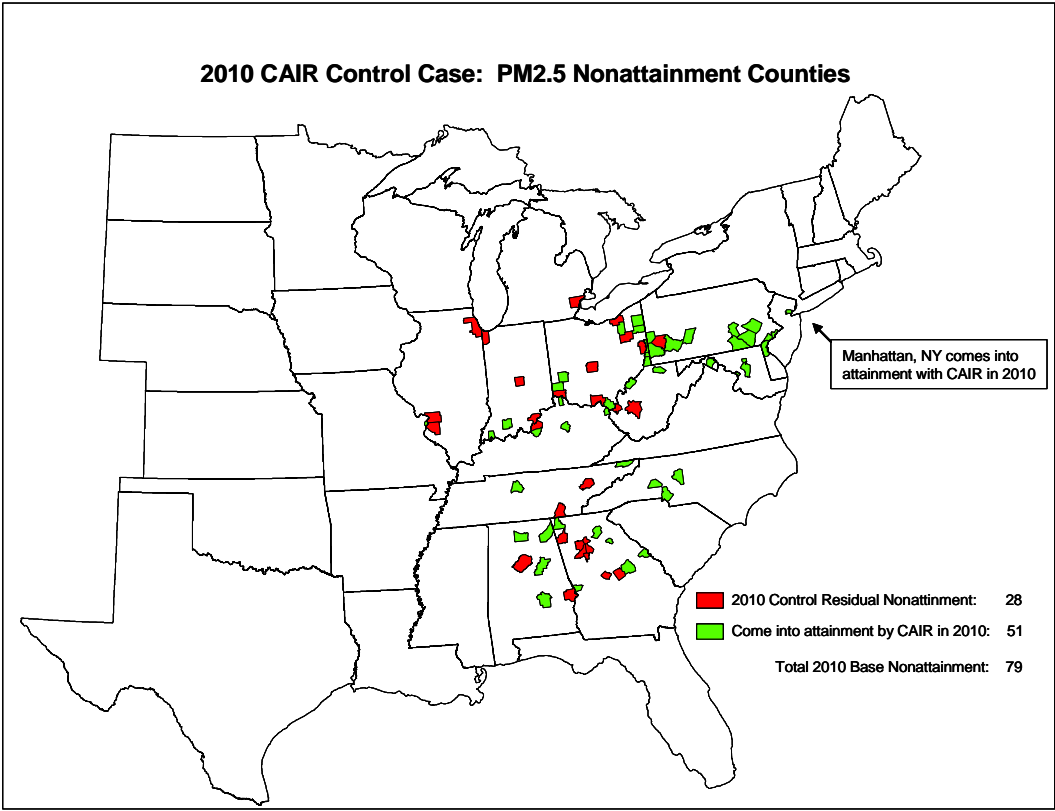 2010 CAIR Control Case: PM2.5 Nonattainment Counties
Manhattan, NY comes into
attainment with CAIR in 2010
2010 Control Residual Nonattinment: 28
Come into attainment by CAIR in 2010: 51
Total 2010 Base Nonattainment: 79